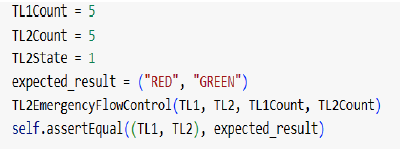 TL1Count = 5
TL2Count = 5
TL2State = 1
expected_result = ("RED", "GREEN")
TL2EmergencyFlowControl(TL1, TL2, TL1Count, TL2Count)
self.assertEqual((TL1, TL2), expected_result)